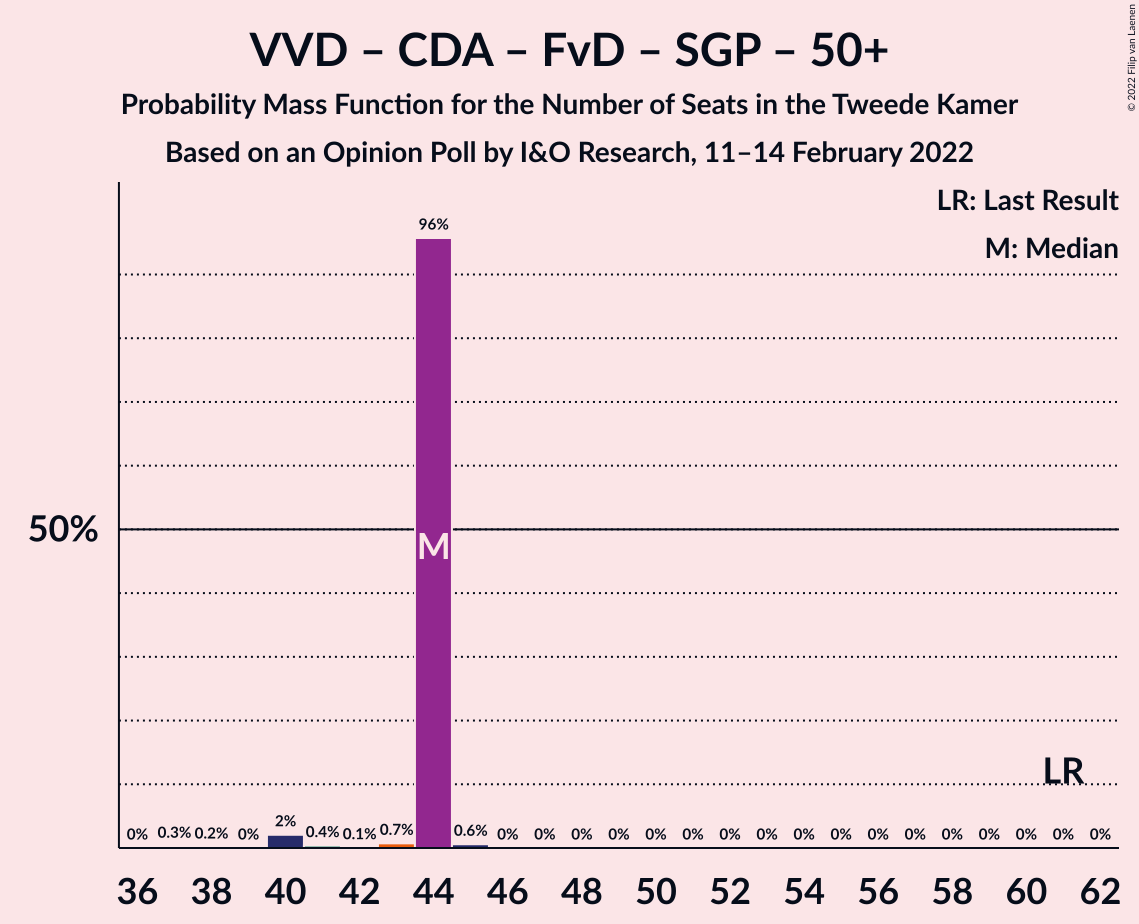 VVD – CDA – FvD – SGP – 50+
Probability Mass Function for the Number of Seats in the Tweede Kamer
Based on an Opinion Poll by I&O Research, 11–14 February 2022
© 2022 Filip van Laenen
LR: Last Result
M: Median
96%
50%
M
LR
0% 0.3% 0.2% 0% 2% 0.4% 0.1% 0.7% 0.6% 0% 0% 0% 0% 0% 0% 0% 0% 0% 0% 0% 0% 0% 0% 0% 0% 0%
36 38 40 42 44 46 48 50 52 54 56 58 60 62